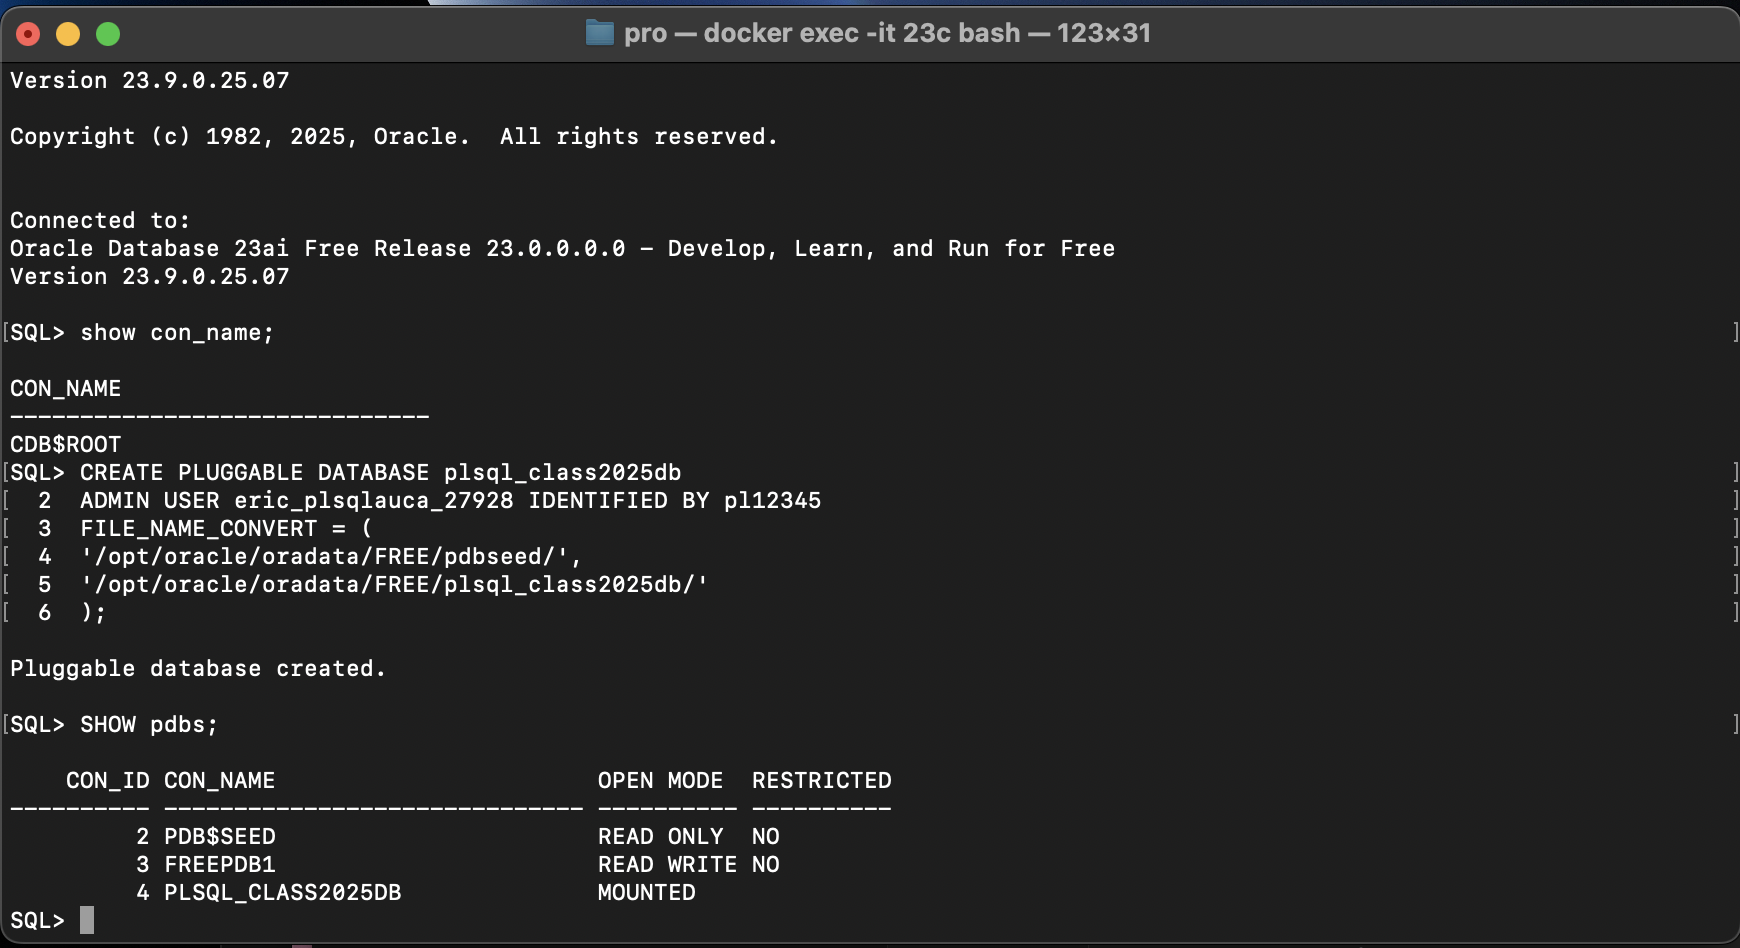 pro — docker exec -it 23c bash — 123×31
Version 23.9.0.25.07
Copyright (c) 1982, 2025, Oracle.  All rights reserved.
Connected to:
Oracle Database 23ai Free Release 23.0.0.0.0 – Develop, Learn, and Run for Free
Version 23.9.0.25.07
[SQL> show con_name; ]
CON_NAME
------------------------------
CDB$ROOT
[SQL> CREATE PLUGGABLE DATABASE plsql_class2025db ]
[  2  ADMIN USER eric_plsqlauca_27928 IDENTIFIED BY pl12345 ]
[  3  FILE_NAME_CONVERT = ( ]
[  4  '/opt/oracle/oradata/FREE/pdbseed/', ]
[  5  '/opt/oracle/oradata/FREE/plsql_class2025db/' ]
[  6  ); ]
Pluggable database created.
[SQL> SHOW pdbs; ]
    CON_ID CON_NAME                       OPEN MODE  RESTRICTED
---------- ------------------------------ ---------- ----------
         2 PDB$SEED                       READ ONLY  NO
         3 FREEPDB1                       READ WRITE NO
         4 PLSQL_CLASS2025DB              MOUNTED
SQL>